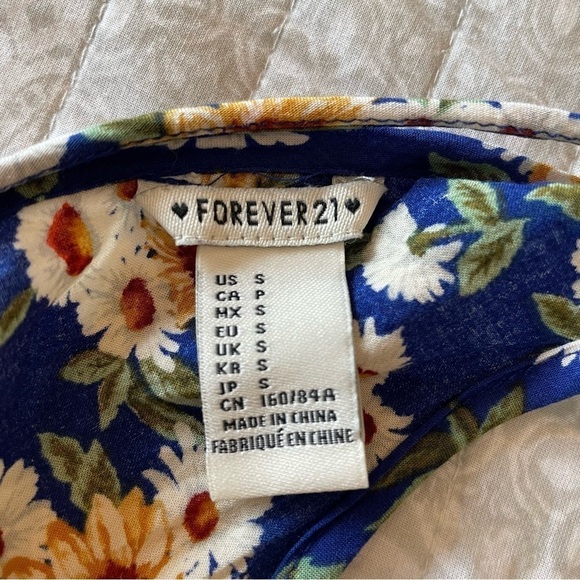 ♥ FOREVER21 ♥
US S
CA P
MX S
EU S
UK S
KR S
JP S
CN 160/84A
MADE IN CHINA
FABRIQUÉ EN CHINE